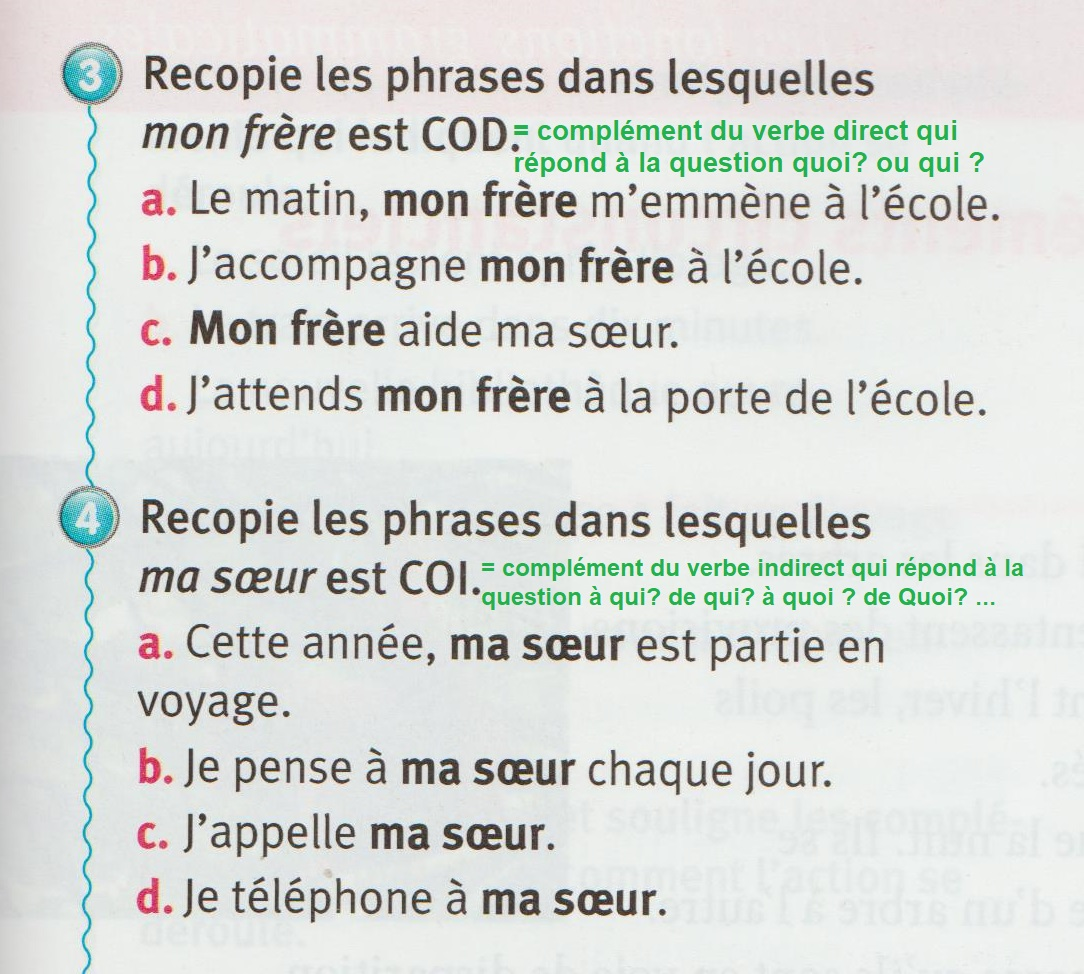 3 Recopie les phrases dans lesquelles
mon frère est COD. = complément du verbe direct qui
répond à la question quoi? ou qui ?
a. Le matin, mon frère m'emmène à l'école.
b. J'accompagne mon frère à l'école.
c. Mon frère aide ma sœur.
d. J'attends mon frère à la porte de l'école.
4 Recopie les phrases dans lesquelles
ma sœur est COI. = complément du verbe indirect qui répond à la
question à qui? de qui? à quoi ? de Quoi? ...
a. Cette année, ma sœur est partie en
voyage.
b. Je pense à ma sœur chaque jour.
c. J'appelle ma sœur.
d. Je téléphone à ma sœur.